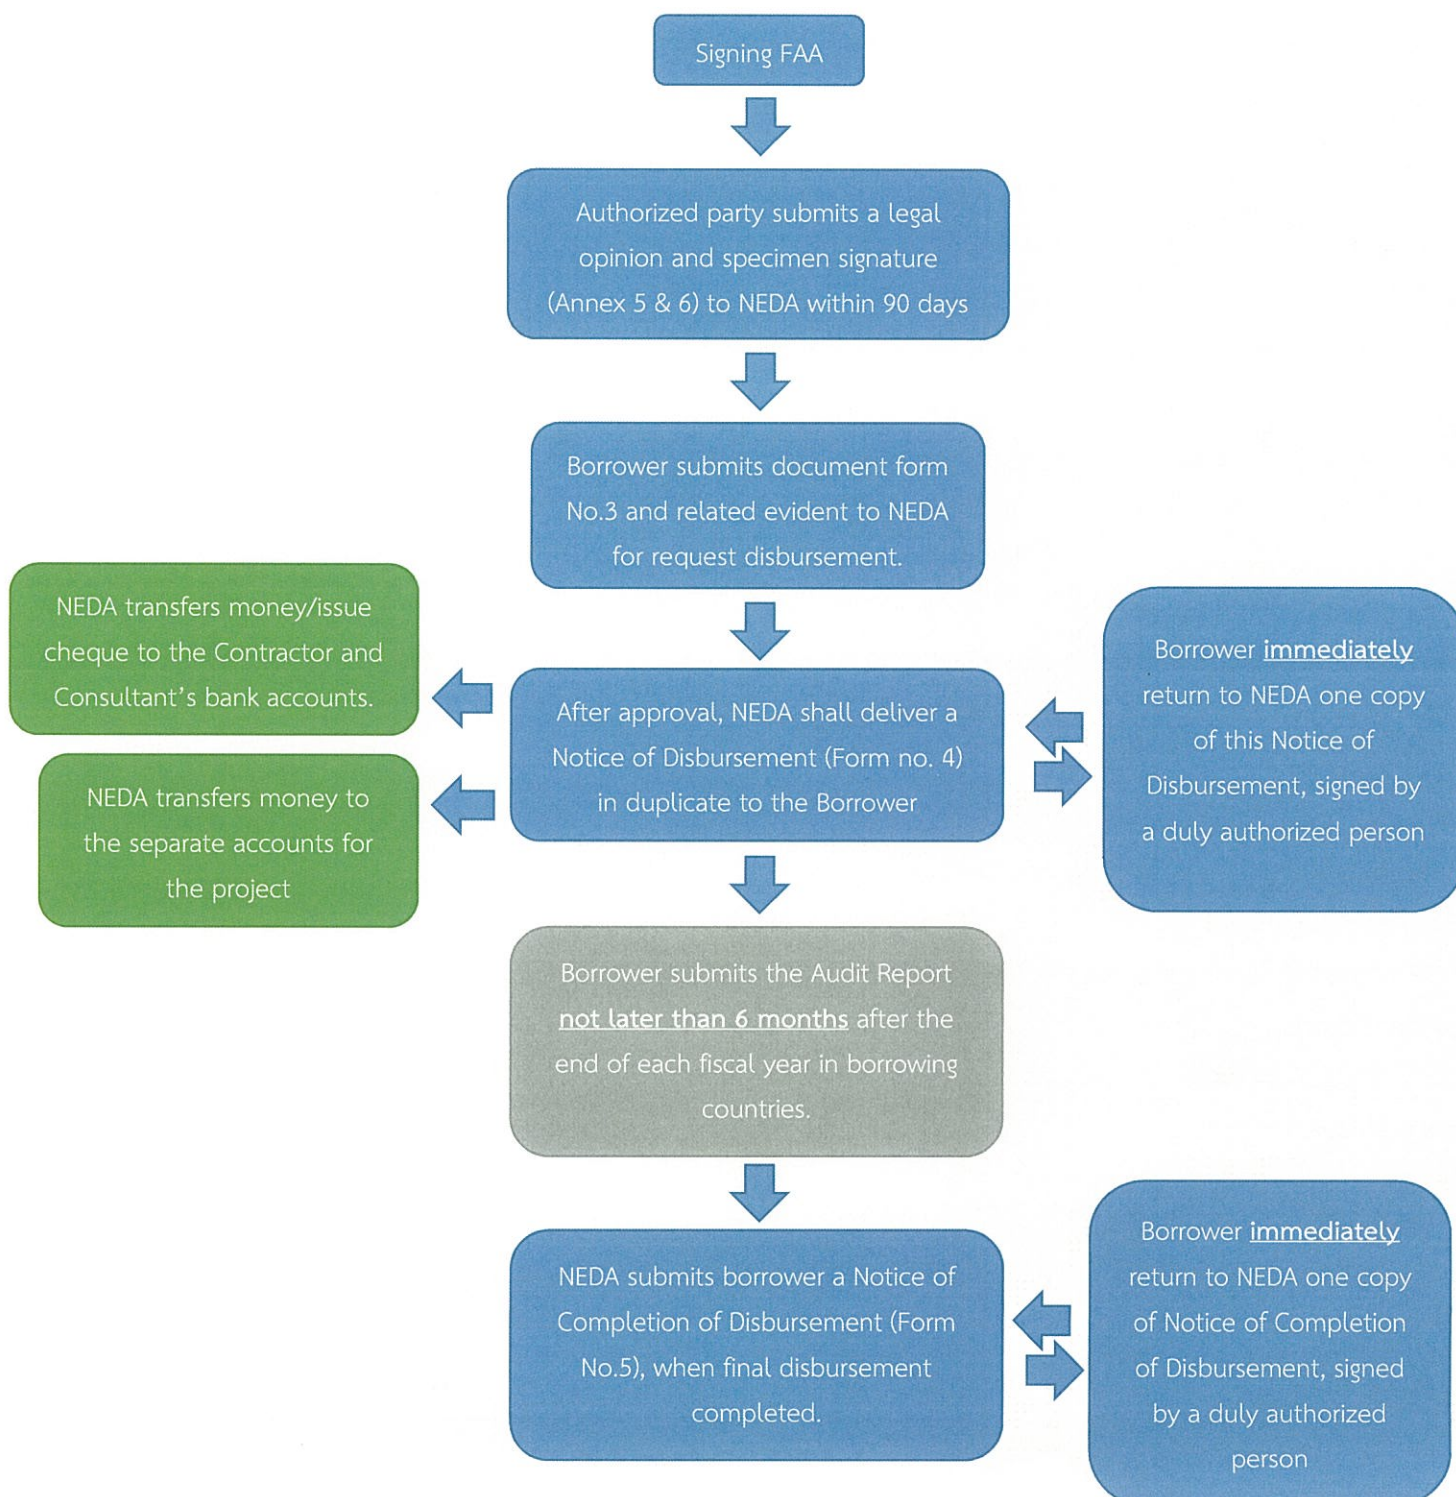 Signing FAA
Authorized party submits a legal
opinion and specimen signature
(Annex 5 & 6) to NEDA within 90 days
Borrower submits document form
No.3 and related evident to NEDA
for request disbursement.
NEDA transfers money/issue
cheque to the Contractor and
Consultant's bank accounts.
NEDA transfers money to
the separate accounts for
the project
After approval, NEDA shall deliver a
Notice of Disbursement (Form no. 4)
in duplicate to the Borrower
Borrower immediately
return to NEDA one copy
of this Notice of
Disbursement, signed by
a duly authorized person
Borrower submits the Audit Report
not later than 6 months after the
end of each fiscal year in borrowing
countries.
NEDA submits borrower a Notice of
Completion of Disbursement (Form
No.5), when final disbursement
completed.
Borrower immediately
return to NEDA one copy
of Notice of Completion
of Disbursement, signed
by a duly authorized
person